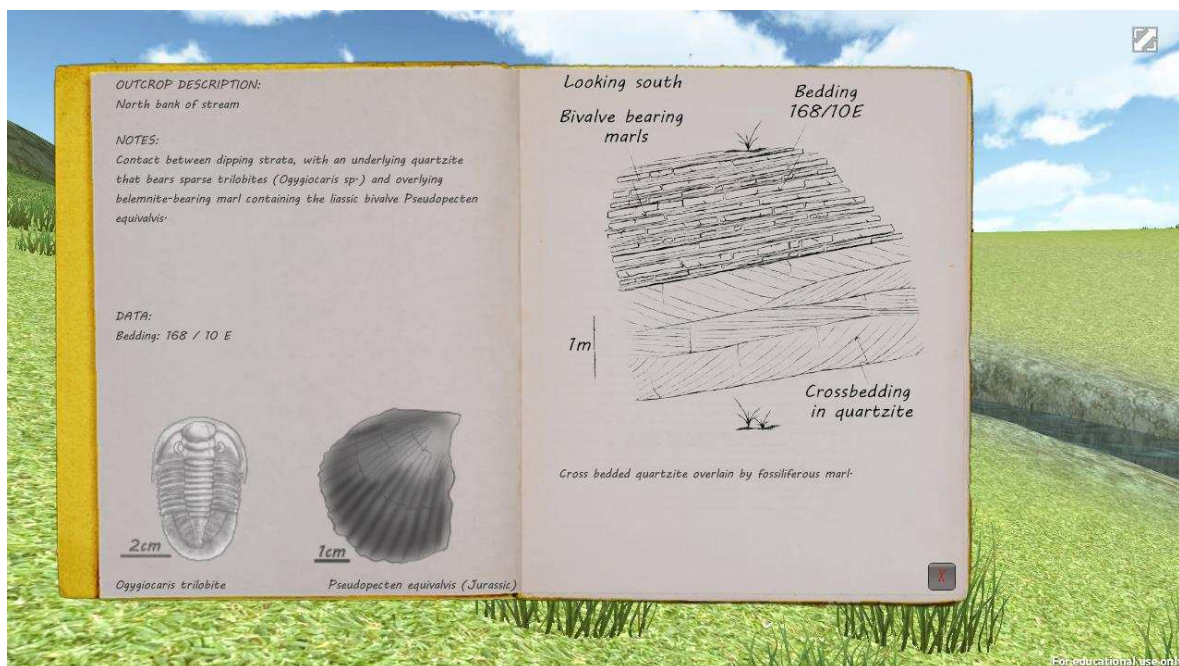 OUTCROP DESCRIPTION:
North bank of stream
NOTES:
Contact between dipping strata, with an underlying quartzite
that bears sparse trilobites (Ogygiocaris sp.) and overlying
belemnite-bearing marl containing the liassic bivalve Pseudopecten
equivalvis.
DATA:
Bedding: 168 / 10 E
2cm
1cm
Ogygiocaris trilobite
Pseudopecten equivalvis (Jurassic)
Looking south
Bedding
168/10E
Bivalve bearing
marls
1m
Crossbedding
in quartzite
Cross bedded quartzite overlain by fossiliferous marl.
X
For educational use onl